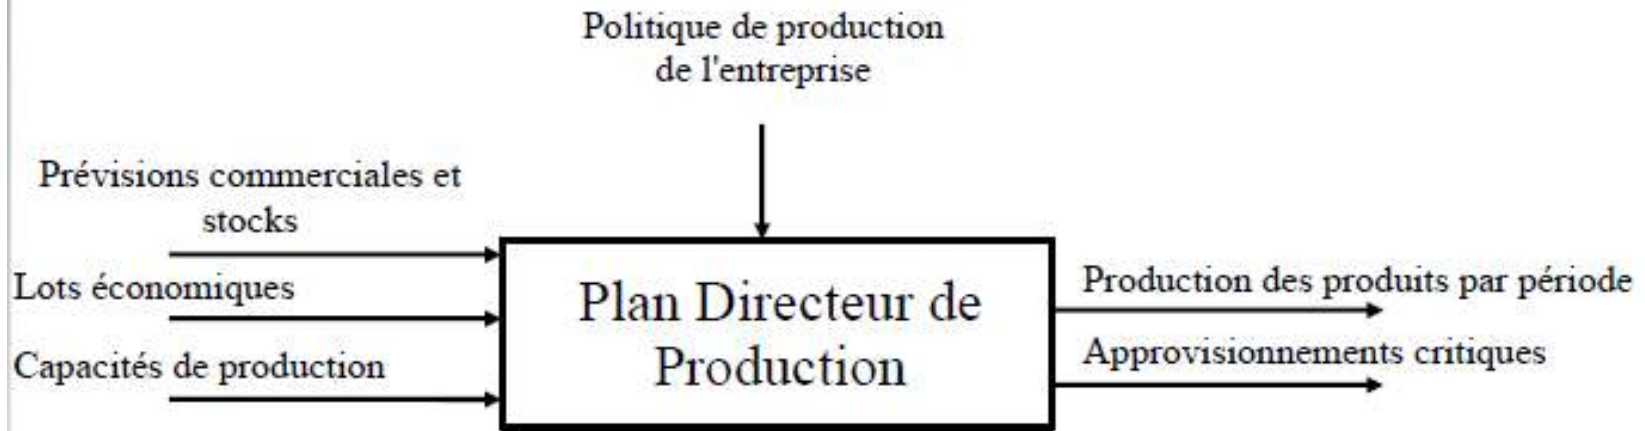 Politique de production
de l'entreprise
Prévisions commerciales et
stocks
Lots économiques
Capacités de production
Plan Directeur de
Production
Production des produits par période
Approvisionnements critiques